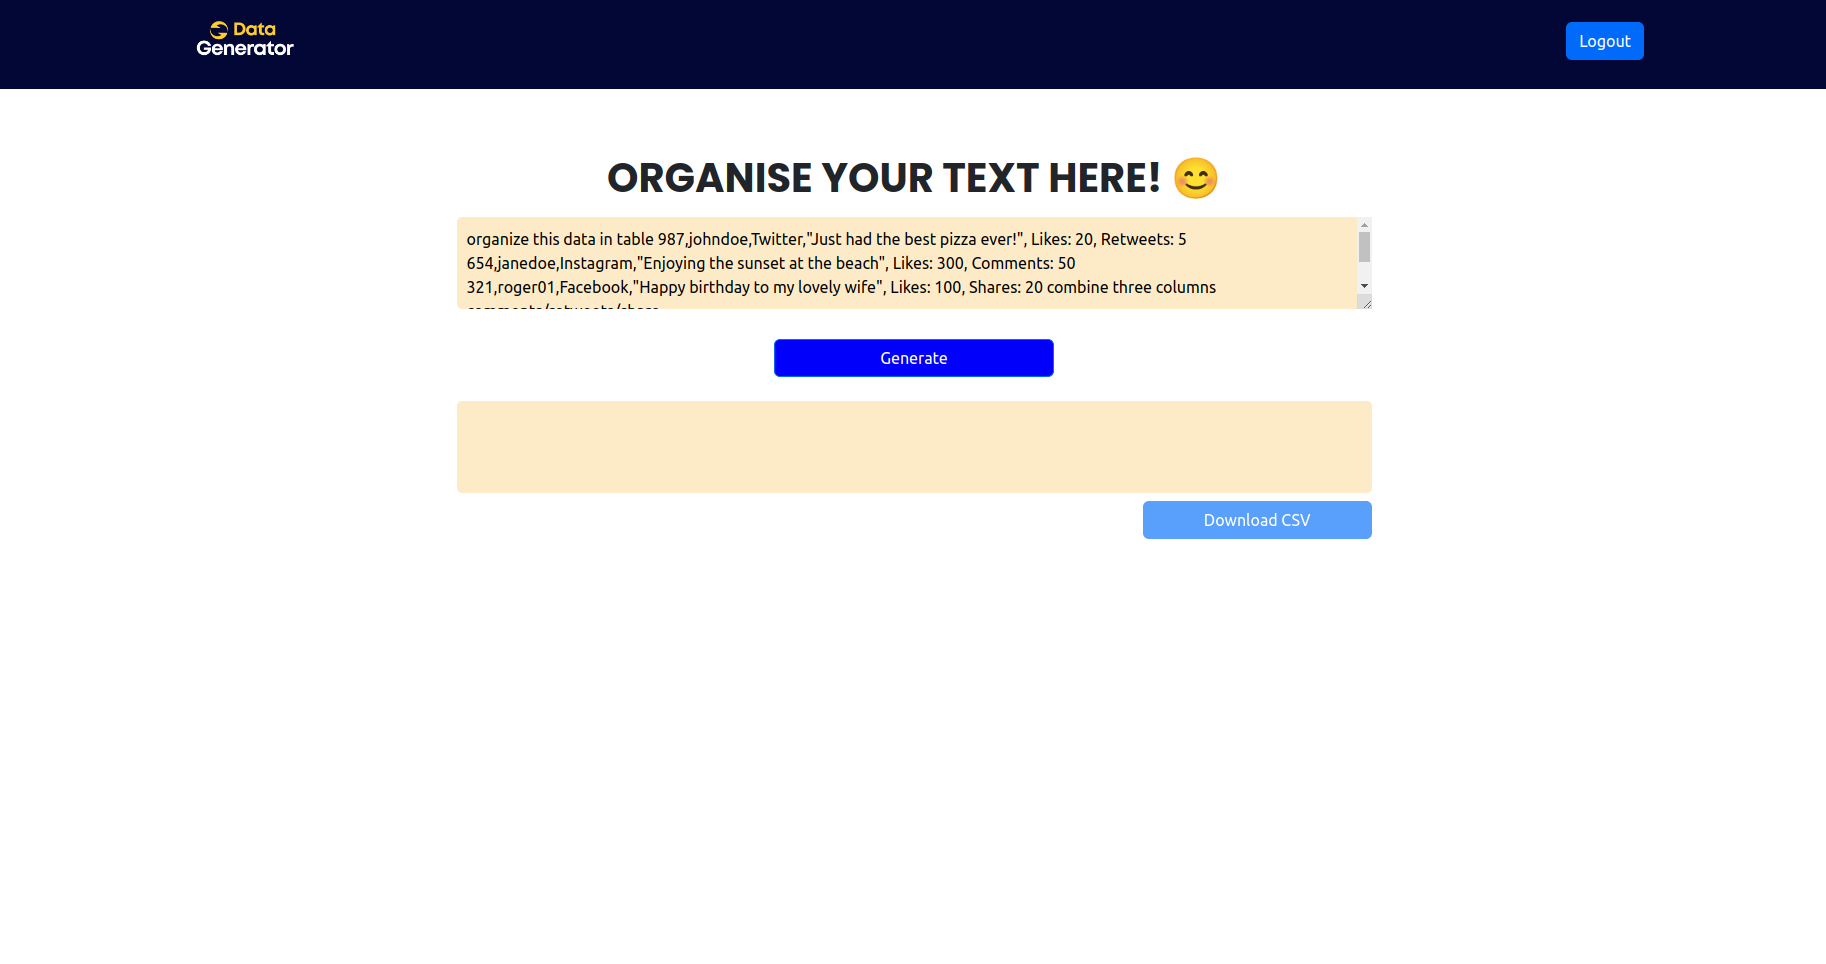 Data
Generator
Logout
ORGANISE YOUR TEXT HERE! 😊
organize this data in table 987,johndoe,Twitter,"Just had the best pizza ever!", Likes: 20, Retweets: 5
654,janedoe,Instagram,"Enjoying the sunset at the beach", Likes: 300, Comments: 50
321,roger01,Facebook,"Happy birthday to my lovely wife", Likes: 100, Shares: 20 combine three columns
Generate
Download CSV